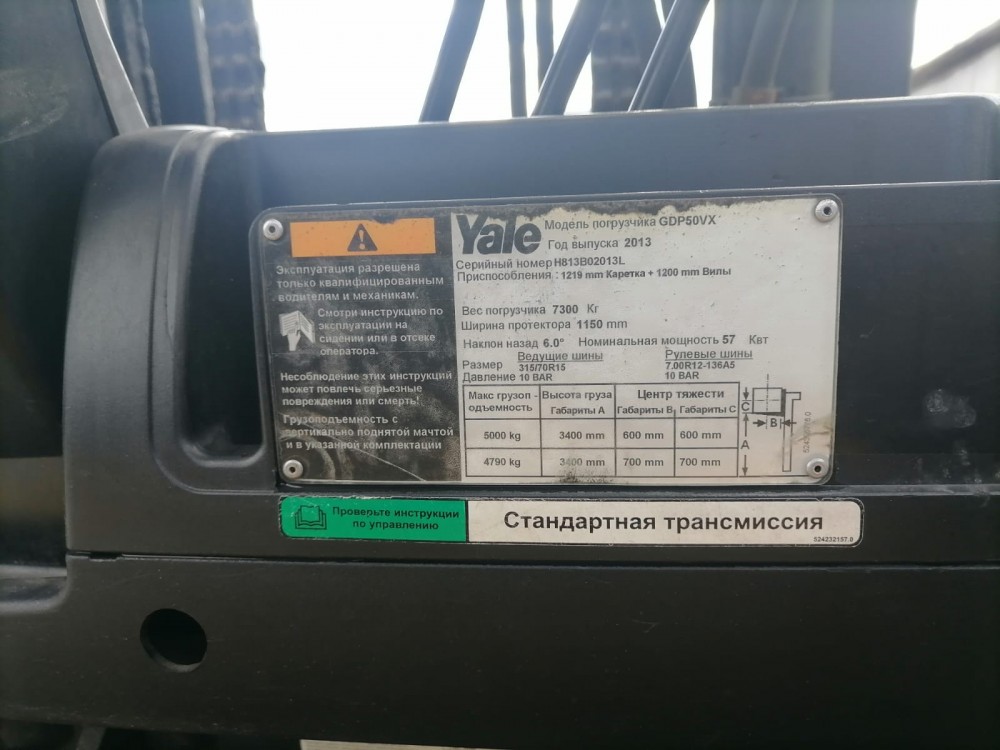 Эксплуатация разрешена
только квалифицированным
водителям и механикам.
Смотри инструкцию по
эксплуатации на
сидении или в отсеке
оператора.
Несоблюдение этих инструкций
может повлечь серьезные
повреждения или смерть!
Грузоподъемность с
вертикально поднятой мачтой
и в указанной комплектации
Yale
Модель погрузчика GDP50VX
Год выпуска 2013
Серийный номер H813B02013L
Приспособления : 1219 mm Каретка + 1200 mm Вилы
Вес погрузчика 7300 Кг
Ширина протектора 1150 mm
Наклон назад 6.0° Номинальная мощность 57 Квт
Ведущие шины Рулевые шины
Размер 315/70R15 7.00R12-136A5
Давление 10 BAR 10 BAR
Макс грузоп- Высота груза Центр тяжести
одъемность Габариты A Габариты B Габариты C
5000 kg 3400 mm 600 mm 600 mm
4790 kg 3400 mm 700 mm 700 mm
C
B
A
Проверьте инструкции
по управлению
Стандартная трансмиссия
524232157.0